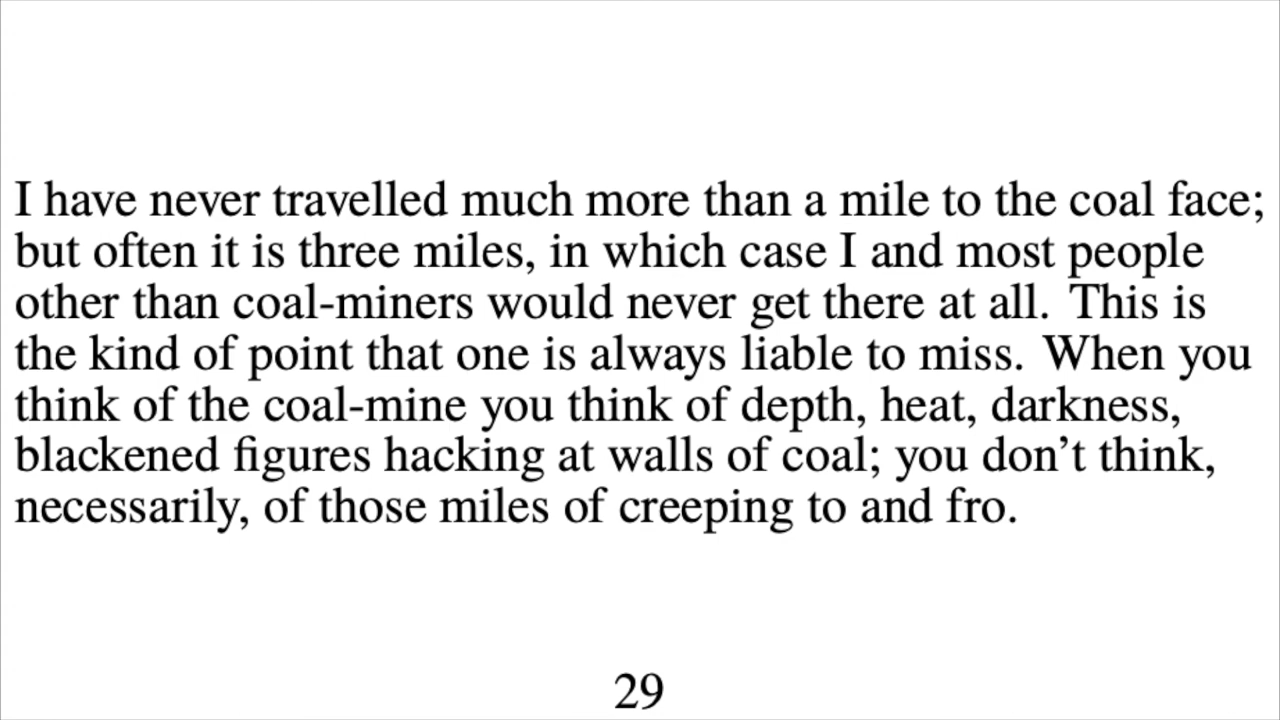 I have never travelled much more than a mile to the coal face;
but often it is three miles, in which case I and most people
other than coal-miners would never get there at all. This is
the kind of point that one is always liable to miss. When you
think of the coal-mine you think of depth, heat, darkness,
blackened figures hacking at walls of coal; you don’t think,
necessarily, of those miles of creeping to and fro.
29